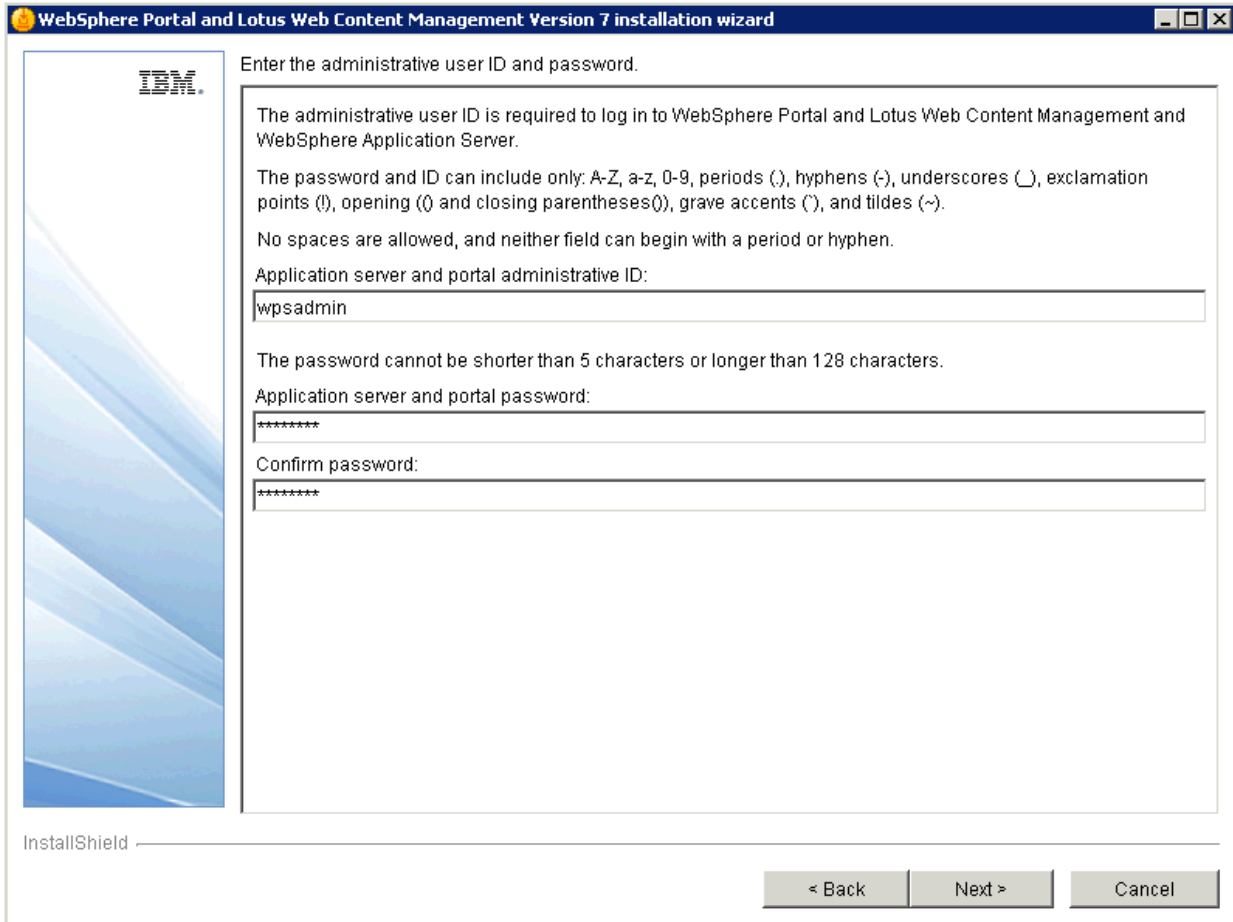 WebSphere Portal and Lotus Web Content Management Version 7 installation wizard
IBM.
Enter the administrative user ID and password.
The administrative user ID is required to log in to WebSphere Portal and Lotus Web Content Management and
WebSphere Application Server.
The password and ID can include only: A-Z, a-z, 0-9, periods (.), hyphens (-), underscores (_), exclamation
points (!), opening (() and closing parentheses()), grave accents (`), and tildes (~).
No spaces are allowed, and neither field can begin with a period or hyphen.
Application server and portal administrative ID:
wpsadmin
The password cannot be shorter than 5 characters or longer than 128 characters.
Application server and portal password:
********
Confirm password:
********
InstallShield
< Back Next > Cancel